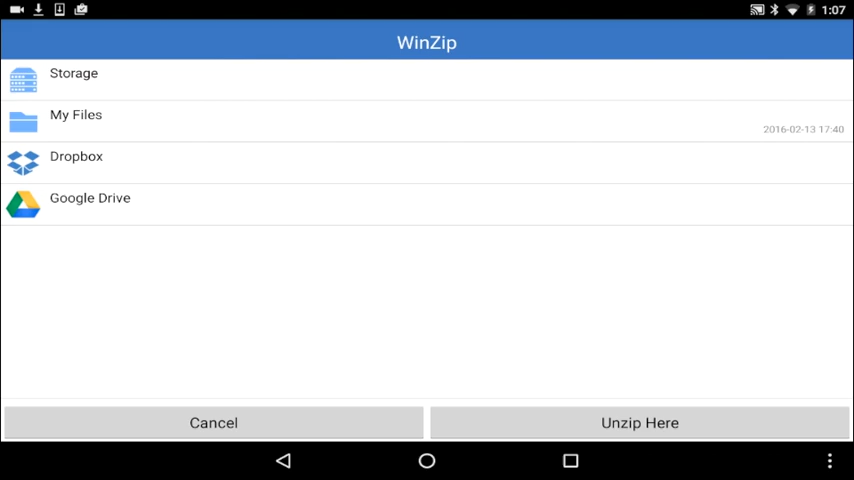 1:07
WinZip
Storage
My Files
2016-02-13 17:40
Dropbox
Google Drive
Cancel
Unzip Here